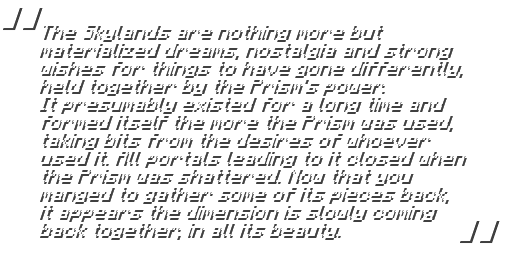 "The Skylands are nothing more but
materialized dreams, nostalgia and strong
wishes for things to have gone differently,
held together by the Prism's power.
It presumably existed for a long time and
formed itself the more the Prism was used,
taking bits from the desires of whoever
used it. All portals leading to it closed when
the Prism was shattered. Now that you
manged to gather some of its pieces back,
it appears the dimension is slowly coming
back together, in all its beauty."